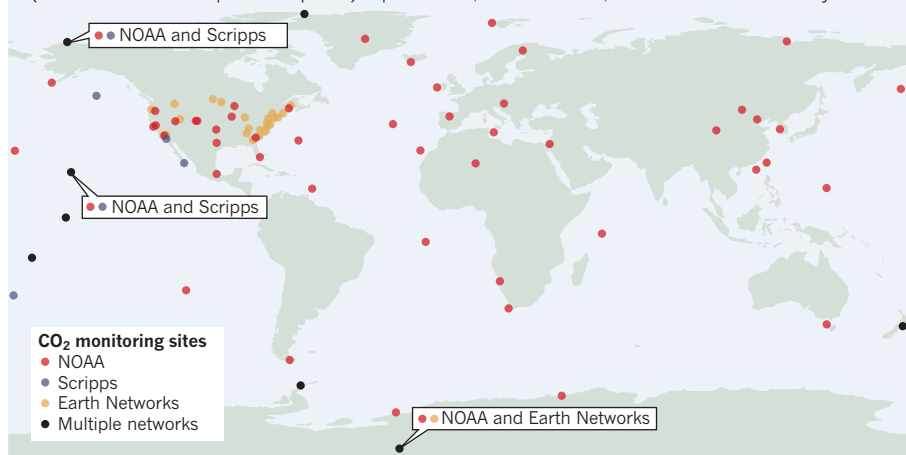 NOAA and Scripps
NOAA and Scripps
CO₂ monitoring sites
NOAA
Scripps
Earth Networks
Multiple networks
NOAA and Earth Networks